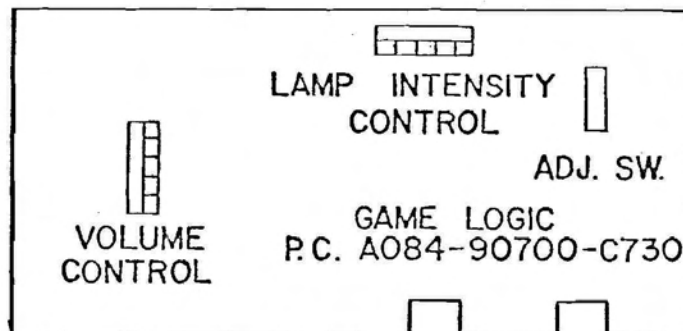 LAMP INTENSITY
CONTROL
ADJ. SW.
VOLUME
CONTROL
GAME LOGIC
P.C. A084-90700-C730